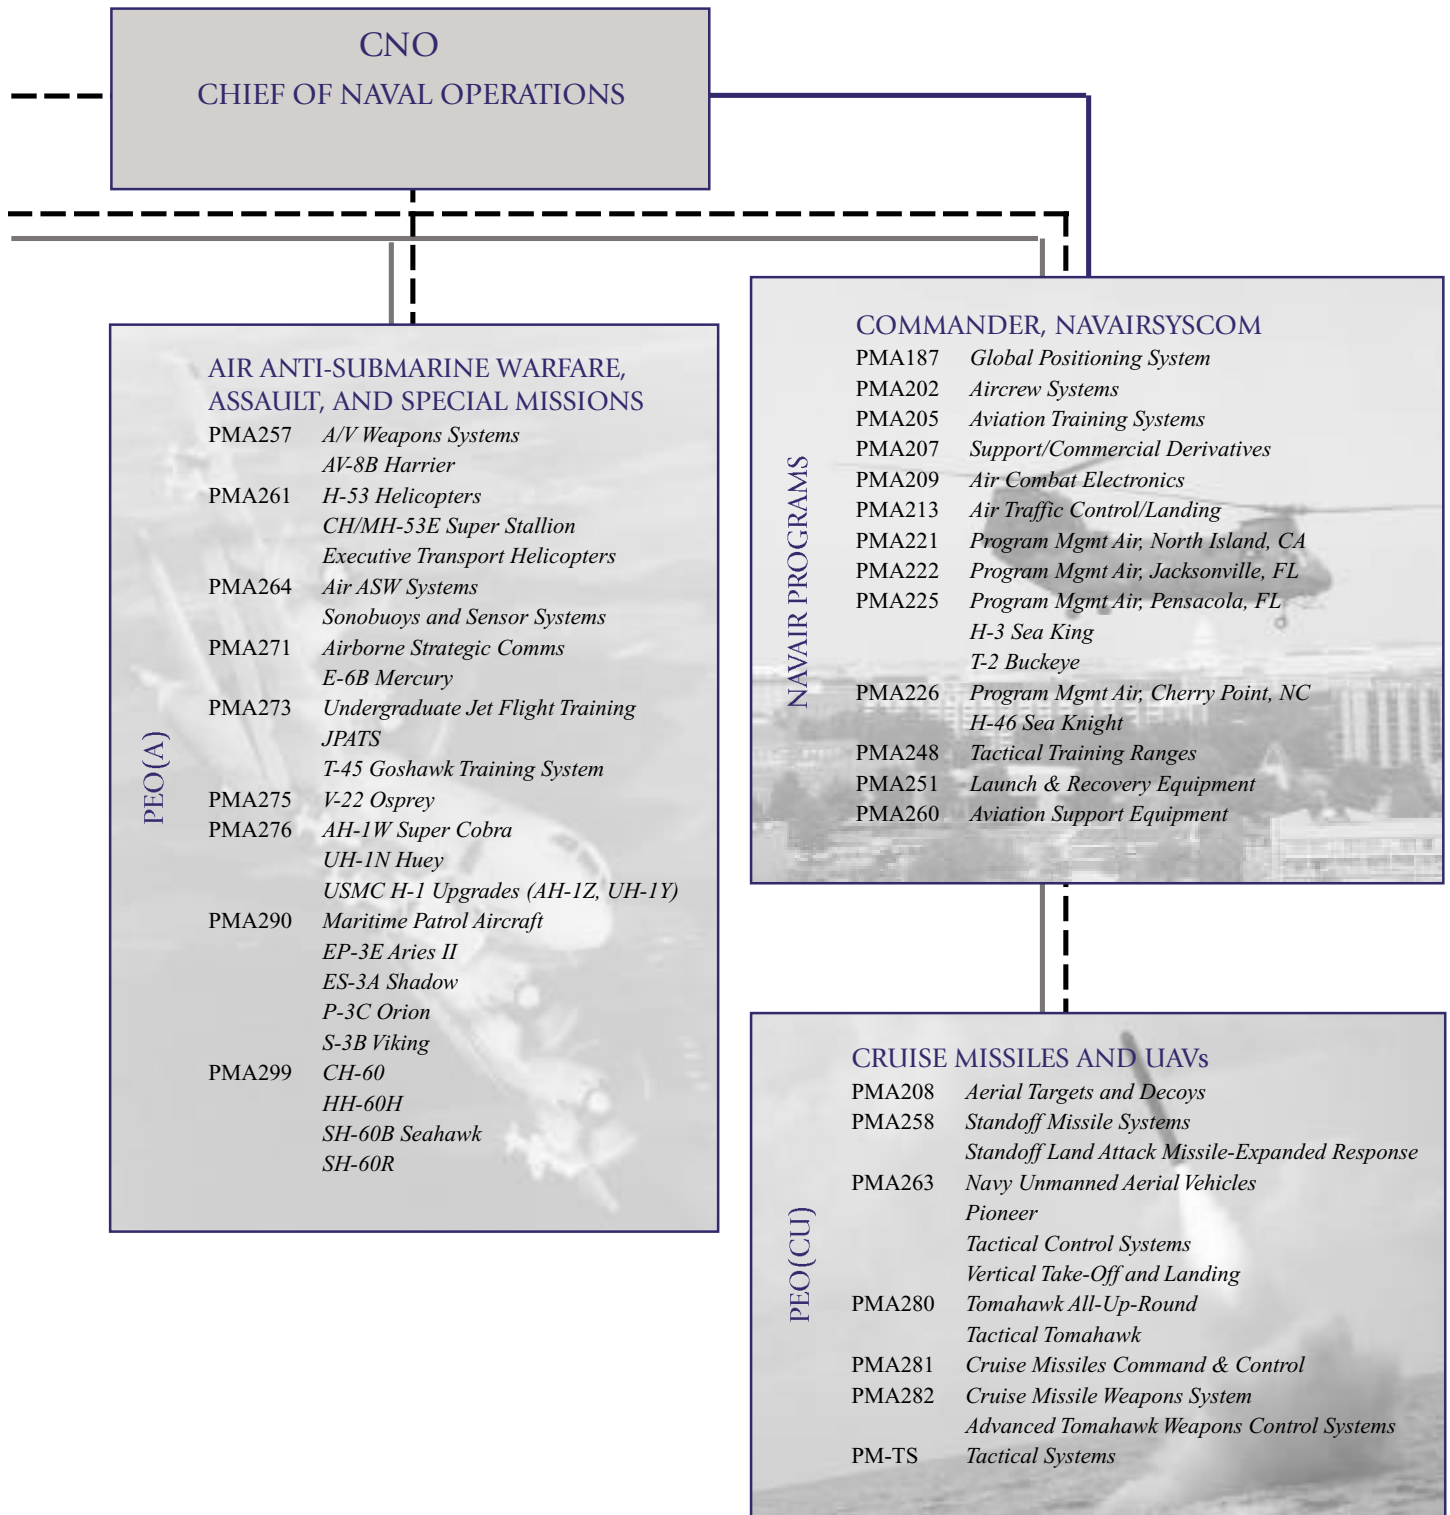 CNO
CHIEF OF NAVAL OPERATIONS
PEO(A)
AIR ANTI-SUBMARINE WARFARE,
ASSAULT, AND SPECIAL MISSIONS
PMA257 A/V Weapons Systems
AV-8B Harrier
PMA261 H-53 Helicopters
CH/MH-53E Super Stallion
Executive Transport Helicopters
PMA264 Air ASW Systems
Sonobuoys and Sensor Systems
PMA271 Airborne Strategic Comms
E-6B Mercury
PMA273 Undergraduate Jet Flight Training
JPATS
T-45 Goshawk Training System
PMA275 V-22 Osprey
PMA276 AH-1W Super Cobra
UH-1N Huey
USMC H-1 Upgrades (AH-1Z, UH-1Y)
PMA290 Maritime Patrol Aircraft
EP-3E Aries II
ES-3A Shadow
P-3C Orion
S-3B Viking
PMA299 CH-60
HH-60H
SH-60B Seahawk
SH-60R
NAVAIR PROGRAMS
COMMANDER, NAVAIRSYSCOM
PMA187 Global Positioning System
PMA202 Aircrew Systems
PMA205 Aviation Training Systems
PMA207 Support/Commercial Derivatives
PMA209 Air Combat Electronics
PMA213 Air Traffic Control/Landing
PMA221 Program Mgmt Air, North Island, CA
PMA222 Program Mgmt Air, Jacksonville, FL
PMA225 Program Mgmt Air, Pensacola, FL
H-3 Sea King
T-2 Buckeye
PMA226 Program Mgmt Air, Cherry Point, NC
H-46 Sea Knight
PMA248 Tactical Training Ranges
PMA251 Launch & Recovery Equipment
PMA260 Aviation Support Equipment
PEO(CU)
CRUISE MISSILES AND UAVs
PMA208 Aerial Targets and Decoys
PMA258 Standoff Missile Systems
Standoff Land Attack Missile-Expanded Response
PMA263 Navy Unmanned Aerial Vehicles
Pioneer
Tactical Control Systems
Vertical Take-Off and Landing
PMA280 Tomahawk All-Up-Round
Tactical Tomahawk
PMA281 Cruise Missiles Command & Control
PMA282 Cruise Missile Weapons System
Advanced Tomahawk Weapons Control Systems
PM-TS Tactical Systems